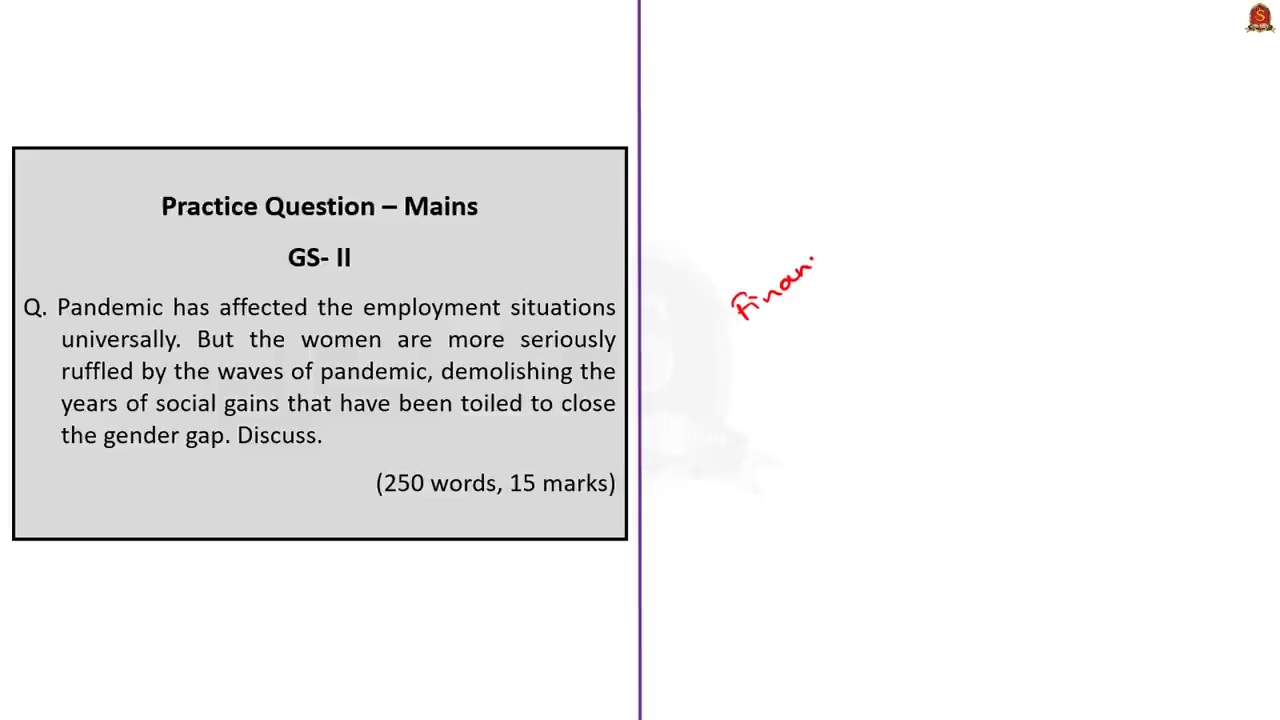 Practice Question – Mains
GS- II
Q. Pandemic has affected the employment situations
universally. But the women are more seriously
ruffled by the waves of pandemic, demolishing the
years of social gains that have been toiled to close
the gender gap. Discuss.
(250 words, 15 marks)
Finan